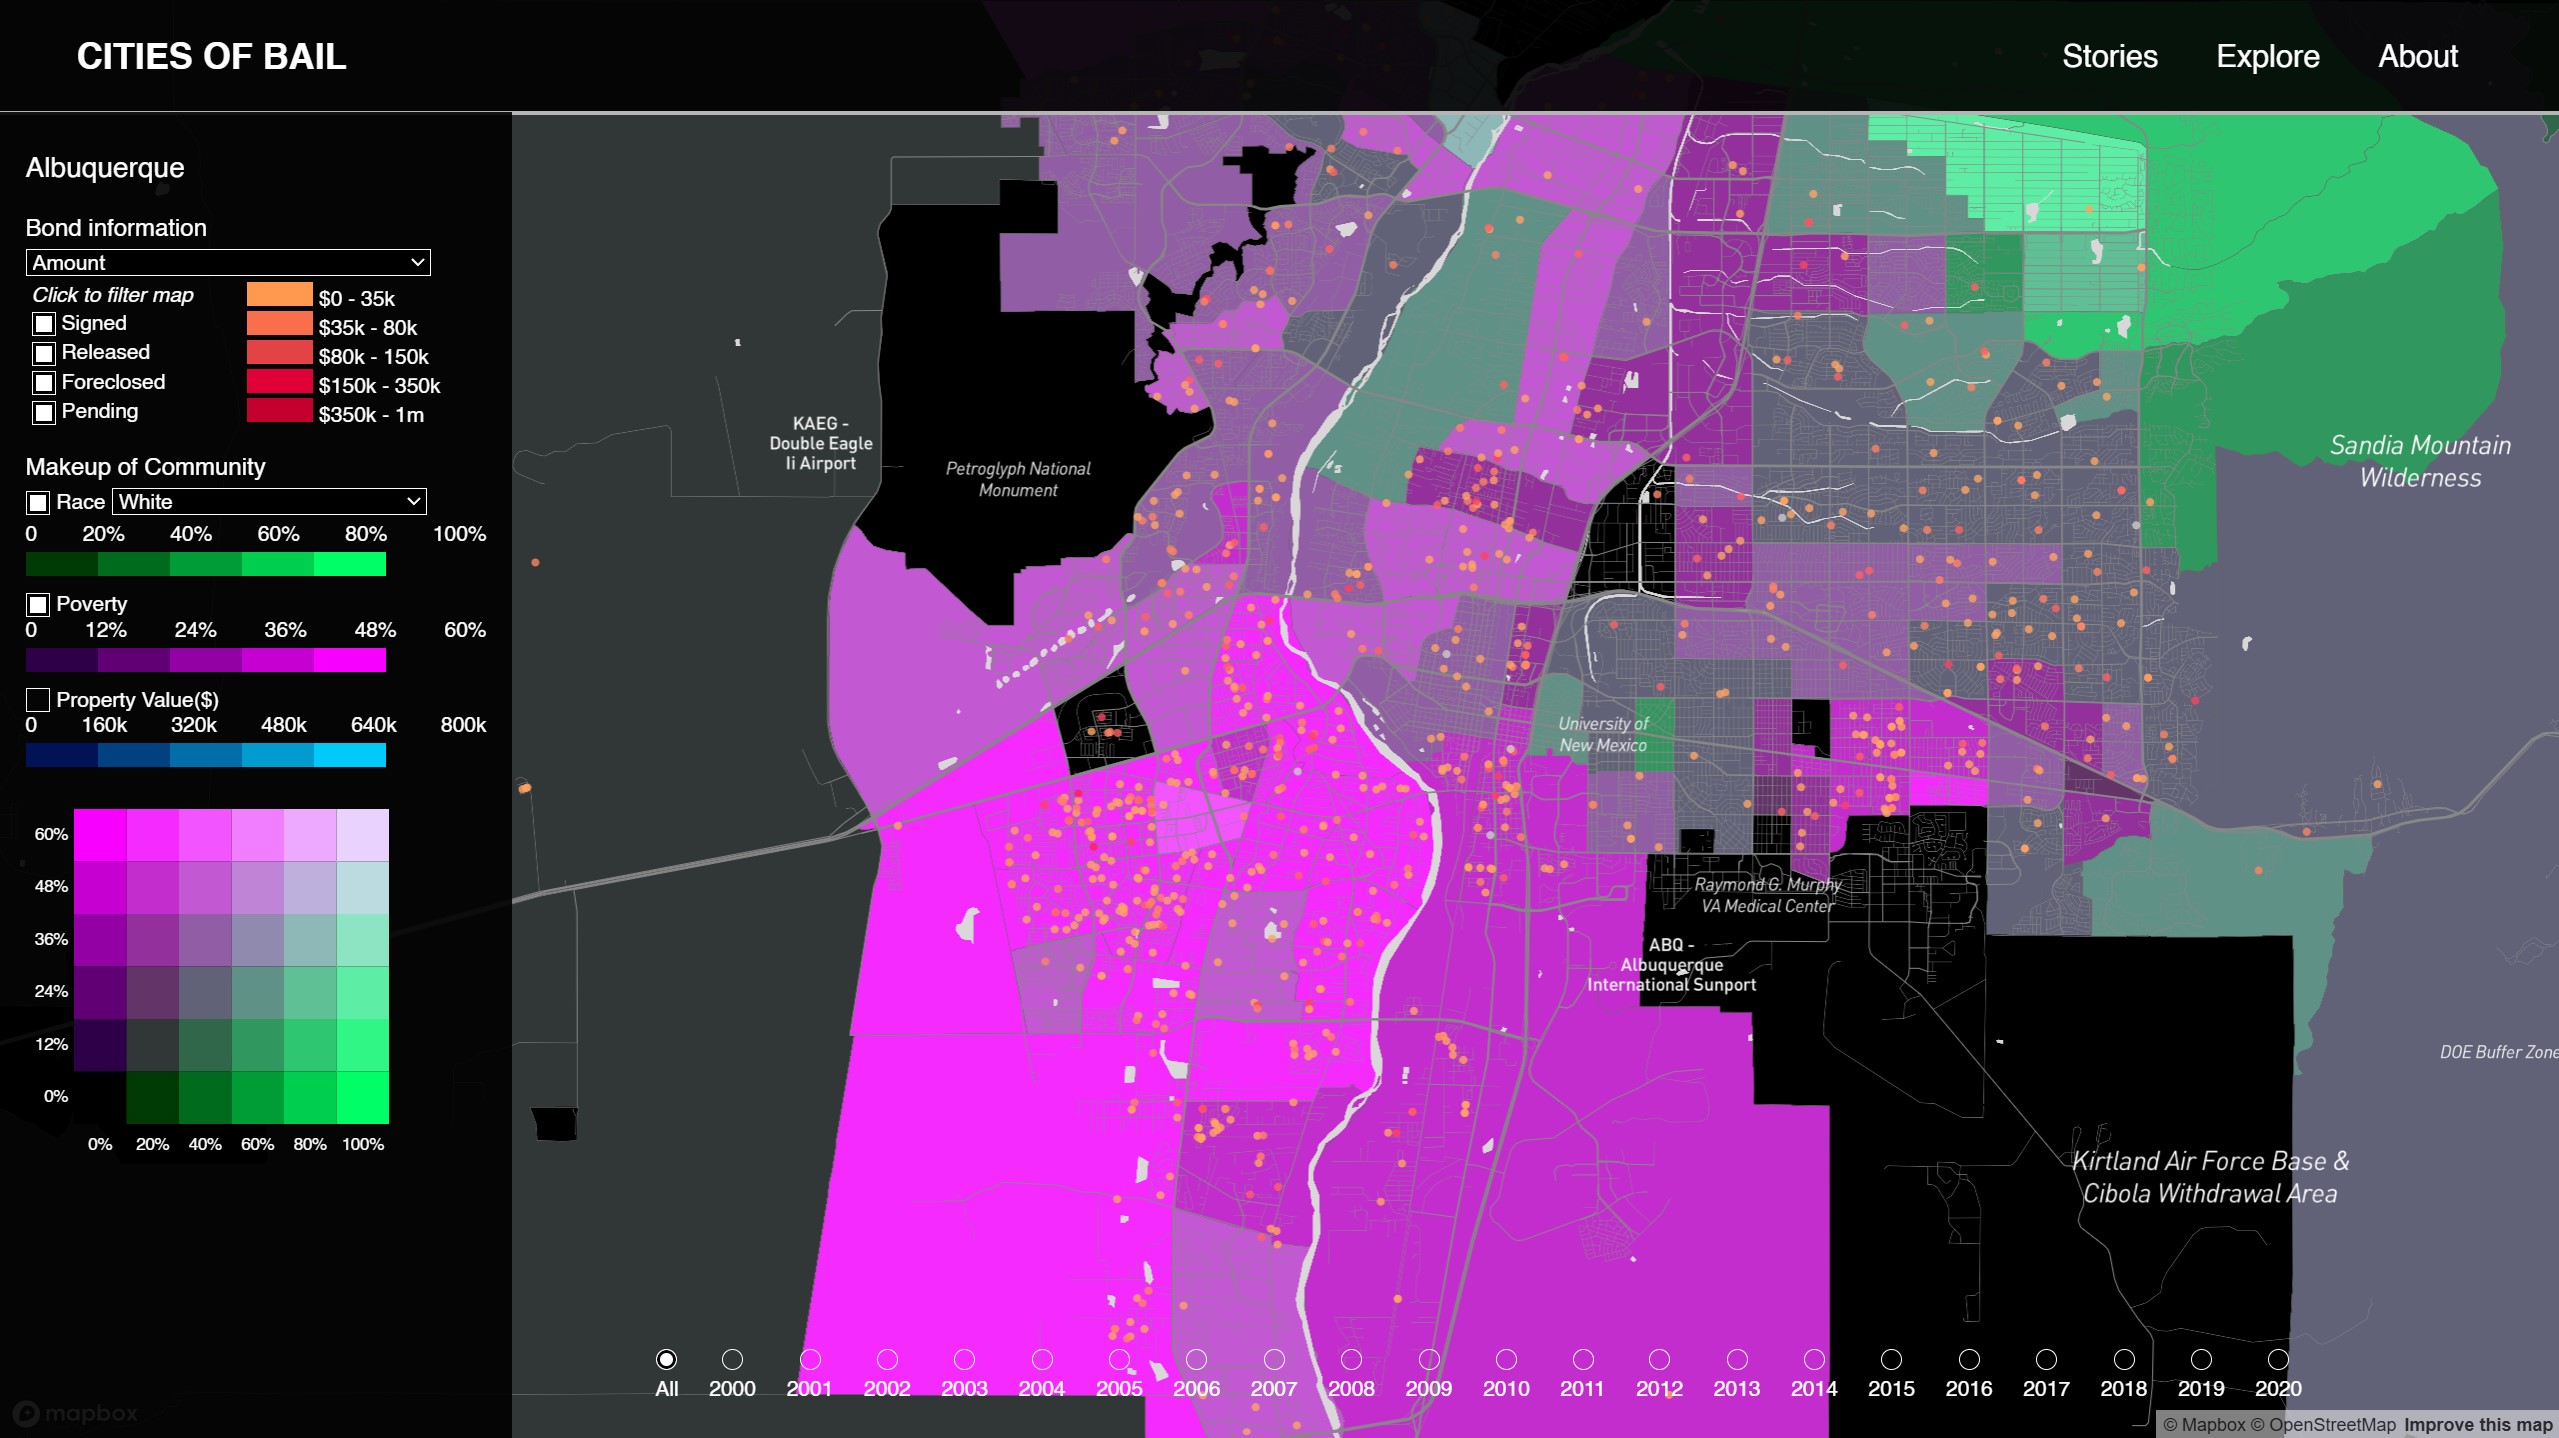 CITIES OF BAIL
Stories Explore About
Albuquerque
Bond information
Amount
Click to filter map
Signed
Released
Foreclosed
Pending
$0 - 35k
$35k - 80k
$80k - 150k
$150k - 350k
$350k - 1m
Makeup of Community
Race White
0 20% 40% 60% 80% 100%
Poverty
0 12% 24% 36% 48% 60%
Property Value($)
0 160k 320k 480k 640k 800k
60%
48%
36%
24%
12%
0%
0% 20% 40% 60% 80% 100%
mapbox
KAEG -
Double Eagle
Ii Airport
Petroglyph National
Monument
Sandia Mountain
Wilderness
University of
New Mexico
Raymond G. Murphy
VA Medical Center
ABQ -
Albuquerque
International Sunport
DOE Buffer Zone
Kirtland Air Force Base &
Cibola Withdrawal Area
All 2000 2001 2002 2003 2004 2005 2006 2007 2008 2009 2010 2011 2012 2013 2014 2015 2016 2017 2018 2019 2020
© Mapbox © OpenStreetMap Improve this map